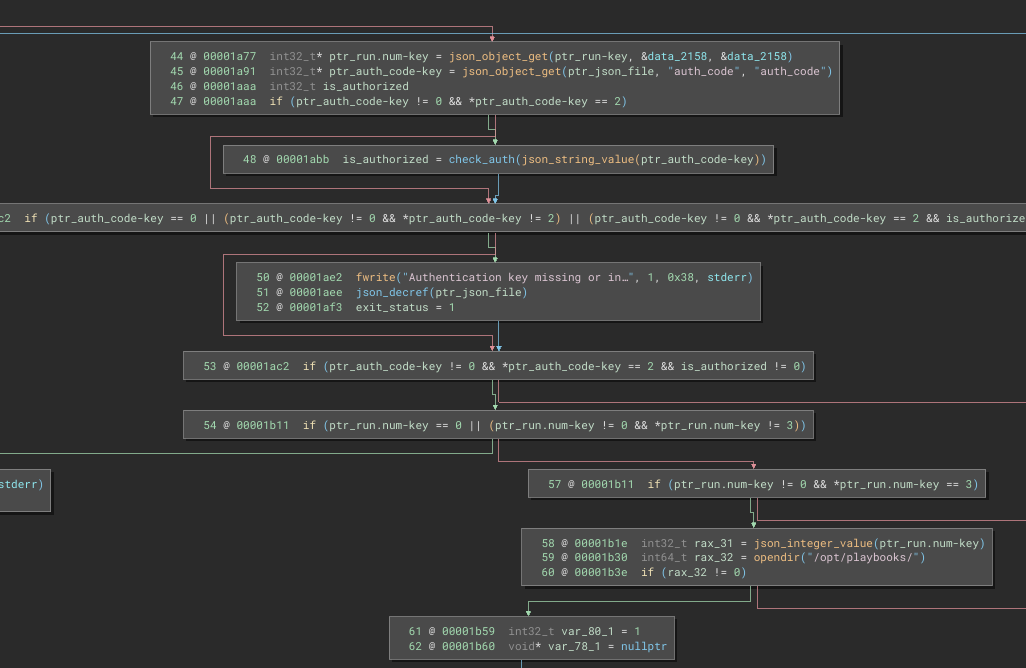 44 @ 00001a77  int32_t* ptr_run.num-key = json_object_get(ptr_run-key, &data_2158, &data_2158)
45 @ 00001a91  int32_t* ptr_auth_code-key = json_object_get(ptr_json_file, "auth_code", "auth_code")
46 @ 00001aaa  int32_t is_authorized
47 @ 00001aaa  if (ptr_auth_code-key != 0 && *ptr_auth_code-key == 2)
48 @ 00001abb  is_authorized = check_auth(json_string_value(ptr_auth_code-key))
c2  if (ptr_auth_code-key == 0 || (ptr_auth_code-key != 0 && *ptr_auth_code-key != 2) || (ptr_auth_code-key != 0 && *ptr_auth_code-key == 2 && is_authorize
50 @ 00001ae2  fwrite("Authentication key missing or in…", 1, 0x38, stderr)
51 @ 00001aee  json_decref(ptr_json_file)
52 @ 00001af3  exit_status = 1
53 @ 00001ac2  if (ptr_auth_code-key != 0 && *ptr_auth_code-key == 2 && is_authorized != 0)
54 @ 00001b11  if (ptr_run.num-key == 0 || (ptr_run.num-key != 0 && *ptr_run.num-key != 3))
stderr)
57 @ 00001b11  if (ptr_run.num-key != 0 && *ptr_run.num-key == 3)
58 @ 00001b1e  int32_t rax_31 = json_integer_value(ptr_run.num-key)
59 @ 00001b30  int64_t rax_32 = opendir("/opt/playbooks/")
60 @ 00001b3e  if (rax_32 != 0)
61 @ 00001b59  int32_t var_80_1 = 1
62 @ 00001b60  void* var_78_1 = nullptr